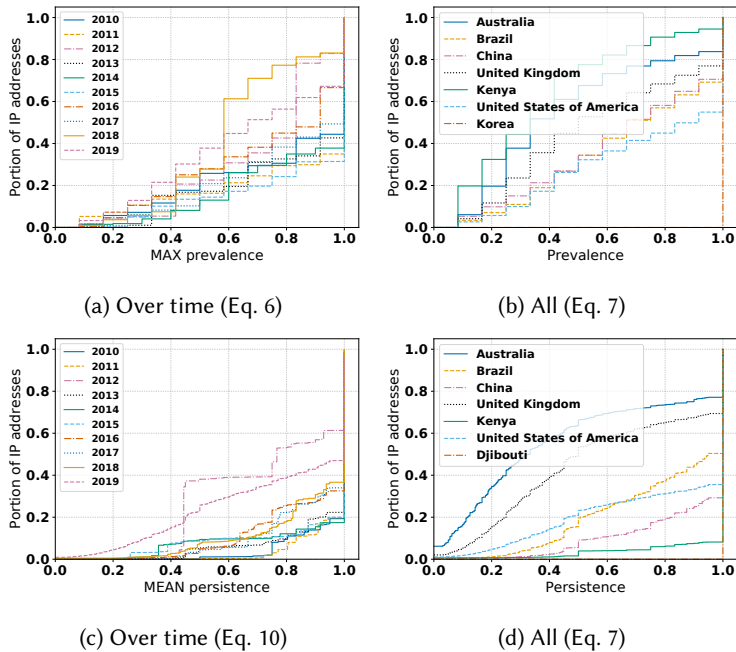 1.0
0.8
0.6
0.4
0.2
0.0
Portion of IP addresses
2010
2011
2012
2013
2014
2015
2016
2017
2018
2019
0.0 0.2 0.4 0.6 0.8 1.0
MAX prevalence
(a) Over time (Eq. 6)
1.0
0.8
0.6
0.4
0.2
0.0
Portion of IP addresses
Australia
Brazil
China
United Kingdom
Kenya
United States of America
Korea
0.0 0.2 0.4 0.6 0.8 1.0
Prevalence
(b) All (Eq. 7)
1.0
0.8
0.6
0.4
0.2
0.0
Portion of IP addresses
2010
2011
2012
2013
2014
2015
2016
2017
2018
2019
0.0 0.2 0.4 0.6 0.8 1.0
MEAN persistence
(c) Over time (Eq. 10)
1.0
0.8
0.6
0.4
0.2
0.0
Portion of IP addresses
Australia
Brazil
China
United Kingdom
Kenya
United States of America
Djibouti
0.0 0.2 0.4 0.6 0.8 1.0
Persistence
(d) All (Eq. 7)